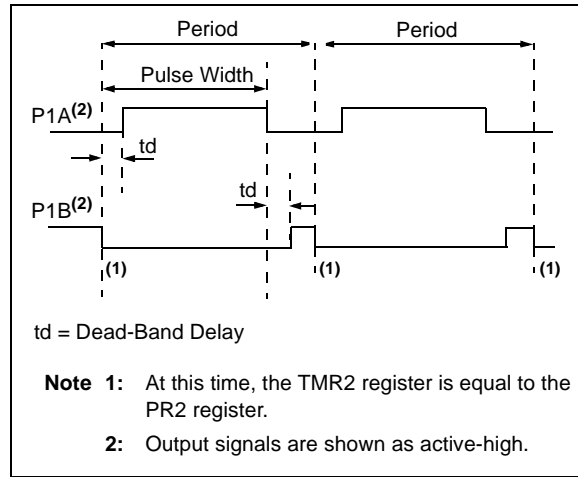 Period Period
Pulse Width
P1A(2)
td
td
P1B(2)
(1) (1) (1)
td = Dead-Band Delay
Note 1: At this time, the TMR2 register is equal to the
PR2 register.
2: Output signals are shown as active-high.